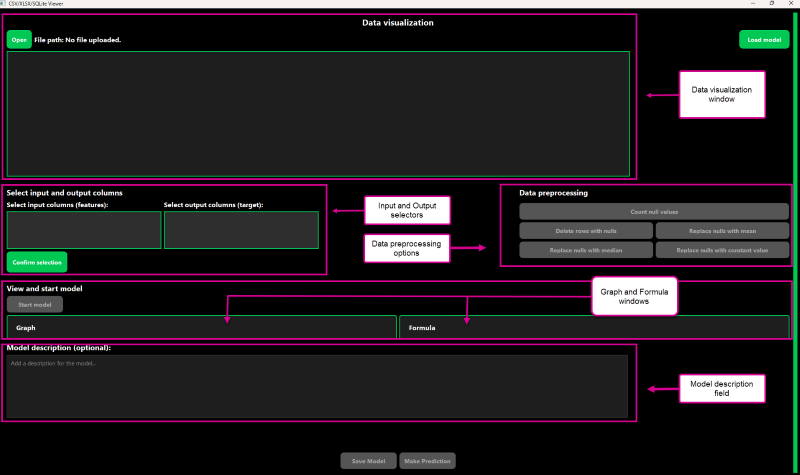 CSV/XLSX/SQLite Viewer
Data visualization
Open
File path: No file uploaded.
Load model
Data visualization
window
Select input and output columns
Select input columns (features):
Select output columns (target):
Confirm selection
Input and Output
selectors
Data preprocessing
options
Data preprocessing
Count null values
Delete rows with nulls
Replace nulls with mean
Replace nulls with median
Replace nulls with constant value
View and start model
Start model
Graph and Formula
windows
Graph
Formula
Model description (optional):
Add a description for the model...
Model description
field
Save Model
Make Prediction